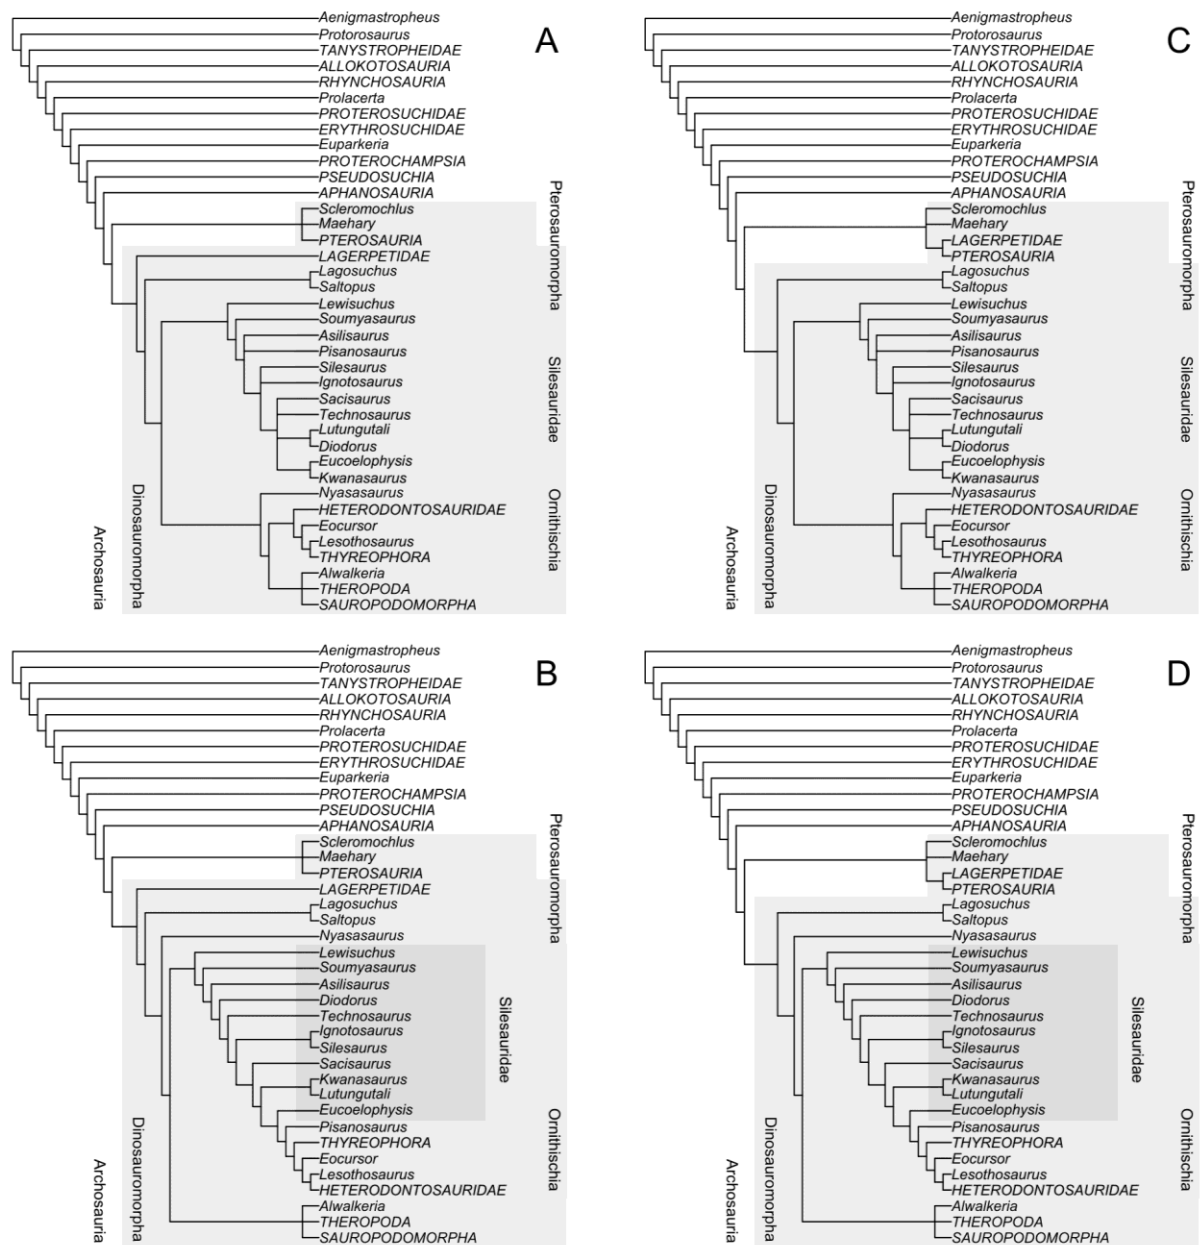 A
Aenigmastropheus
Protorosaurus
TANYSTROPHEIDAE
ALLOKOTOSAURIA
RHYNCHOSAURIA
Prolacerta
PROTEROSUCHIDAE
ERYTHROSUCHIDAE
Euparkeria
PROTEROCHAMPSIA
PSEUDOSUCHIA
APHANOSAURIA
Scleromochlus
Maehary
PTEROSAURIA
LAGERPETIDAE
Lagosuchus
Saltopus
Lewisuchus
Soumyasaurus
Asilisaurus
Pisanosaurus
Silesaurus
Ignotosaurus
Sacisaurus
Technosaurus
Lutungutali
Diodorus
Eucoelophysis
Kwanasaurus
Nyasasaurus
HETERODONTOSAURIDAE
Eocursor
Lesothosaurus
THYREOPHORA
Alwalkeria
THEROPODA
SAUROPODOMORPHA
Pterosauromorpha
Silesauridae
Ornithischia
Dinosauromorpha
Archosauria
C
Aenigmastropheus
Protorosaurus
TANYSTROPHEIDAE
ALLOKOTOSAURIA
RHYNCHOSAURIA
Prolacerta
PROTEROSUCHIDAE
ERYTHROSUCHIDAE
Euparkeria
PROTEROCHAMPSIA
PSEUDOSUCHIA
APHANOSAURIA
Scleromochlus
Maehary
LAGERPETIDAE
PTEROSAURIA
Lagosuchus
Saltopus
Lewisuchus
Soumyasaurus
Asilisaurus
Pisanosaurus
Silesaurus
Ignotosaurus
Sacisaurus
Technosaurus
Lutungutali
Diodorus
Eucoelophysis
Kwanasaurus
Nyasasaurus
HETERODONTOSAURIDAE
Eocursor
Lesothosaurus
THYREOPHORA
Alwalkeria
THEROPODA
SAUROPODOMORPHA
Pterosauromorpha
Silesauridae
Ornithischia
Dinosauromorpha
Archosauria
B
Aenigmastropheus
Protorosaurus
TANYSTROPHEIDAE
ALLOKOTOSAURIA
RHYNCHOSAURIA
Prolacerta
PROTEROSUCHIDAE
ERYTHROSUCHIDAE
Euparkeria
PROTEROCHAMPSIA
PSEUDOSUCHIA
APHANOSAURIA
Scleromochlus
Maehary
PTEROSAURIA
LAGERPETIDAE
Lagosuchus
Saltopus
Nyasasaurus
Lewisuchus
Soumyasaurus
Asilisaurus
Diodorus
Technosaurus
Ignotosaurus
Silesaurus
Sacisaurus
Kwanasaurus
Lutungutali
Eucoelophysis
Pisanosaurus
THYREOPHORA
Eocursor
Lesothosaurus
HETERODONTOSAURIDAE
Alwalkeria
THEROPODA
SAUROPODOMORPHA
Pterosauromorpha
Silesauridae
Ornithischia
Dinosauromorpha
Archosauria
D
Aenigmastropheus
Protorosaurus
TANYSTROPHEIDAE
ALLOKOTOSAURIA
RHYNCHOSAURIA
Prolacerta
PROTEROSUCHIDAE
ERYTHROSUCHIDAE
Euparkeria
PROTEROCHAMPSIA
PSEUDOSUCHIA
APHANOSAURIA
Scleromochlus
Maehary
LAGERPETIDAE
PTEROSAURIA
Lagosuchus
Saltopus
Nyasasaurus
Lewisuchus
Soumyasaurus
Asilisaurus
Diodorus
Technosaurus
Ignotosaurus
Silesaurus
Sacisaurus
Kwanasaurus
Lutungutali
Eucoelophysis
Pisanosaurus
THYREOPHORA
Eocursor
Lesothosaurus
HETERODONTOSAURIDAE
Alwalkeria
THEROPODA
SAUROPODOMORPHA
Pterosauromorpha
Silesauridae
Ornithischia
Dinosauromorpha
Archosauria